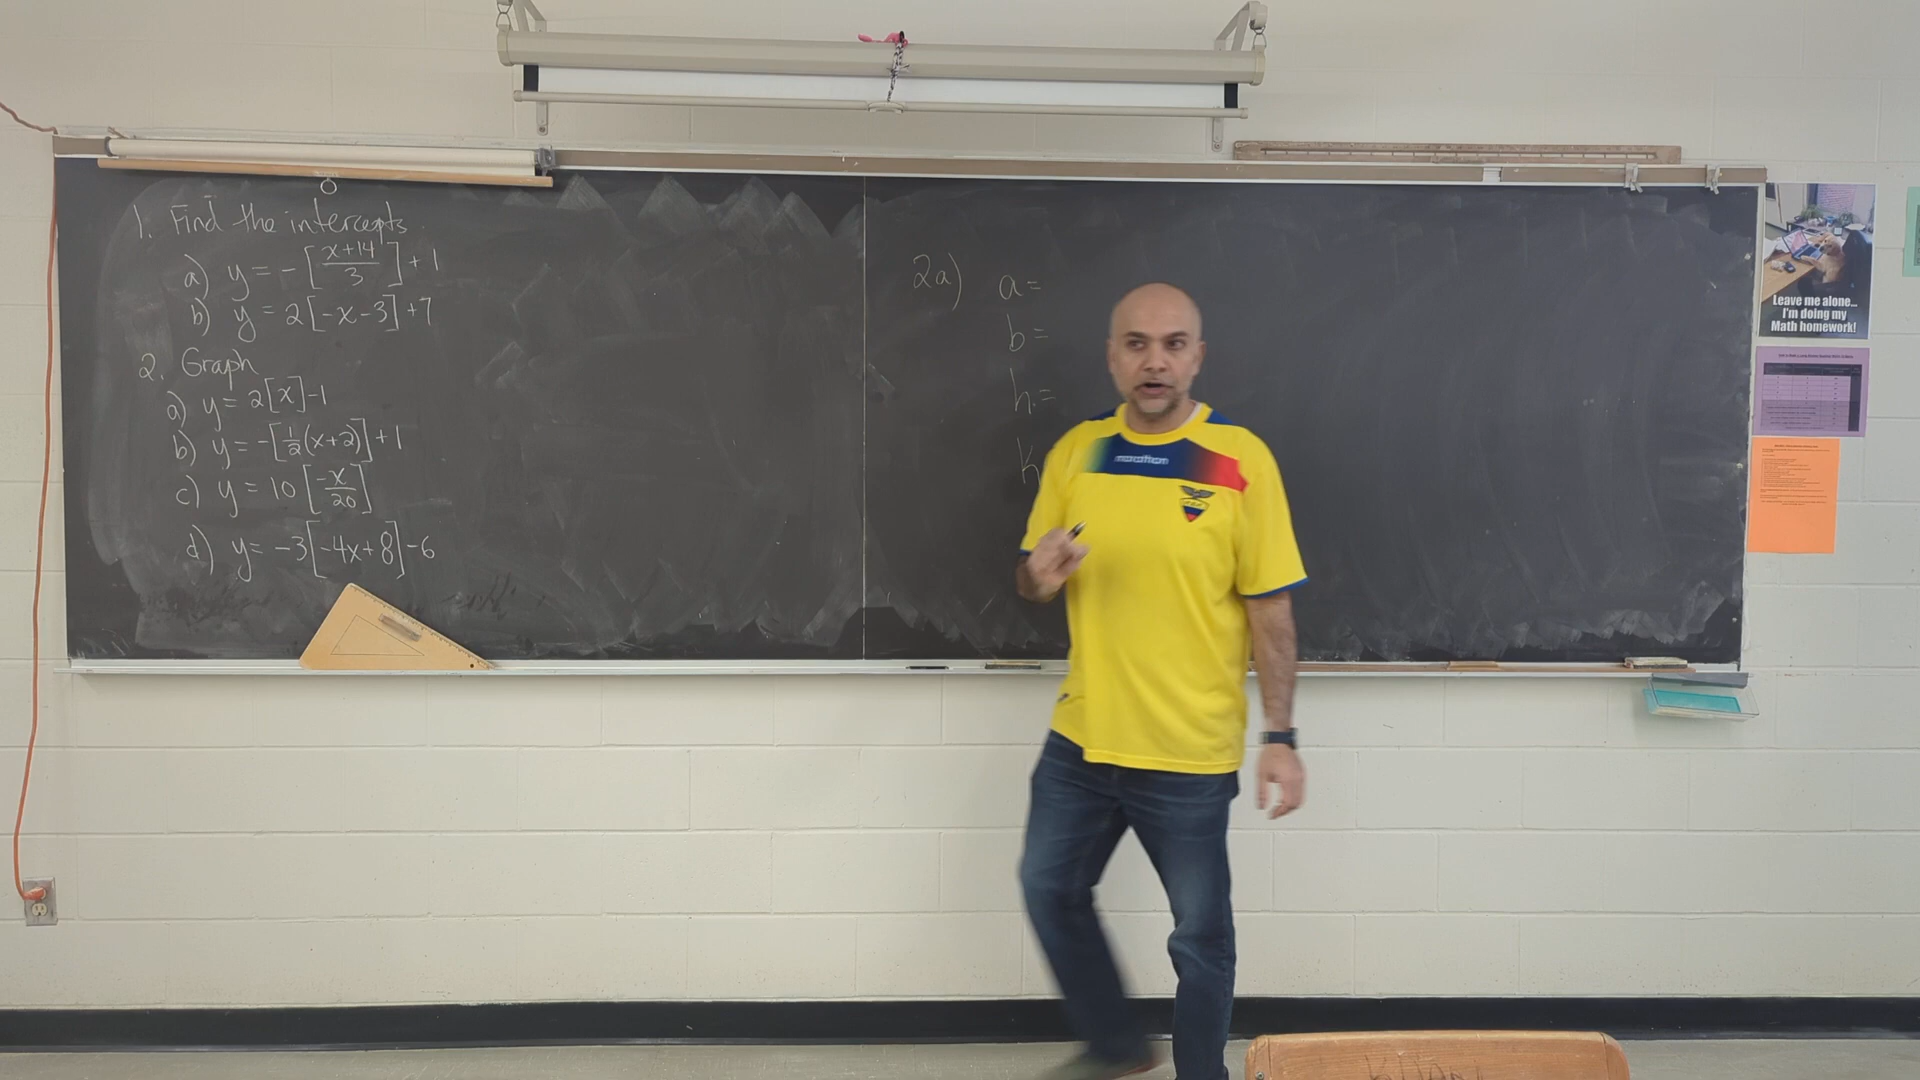 1. Find the intercepts
a) y = -[x+14/3] + 1
b) y = 2[-x-3]+7
2. Graph
a) y = 2[x]-1
b) y = -[1/2(x+2)]+1
c) y = 10[-x/20]
d) y = -3[-4x+8]-6
2a) a=
b=
h=
k
Leave me alone...
I'm doing my
Math homework!